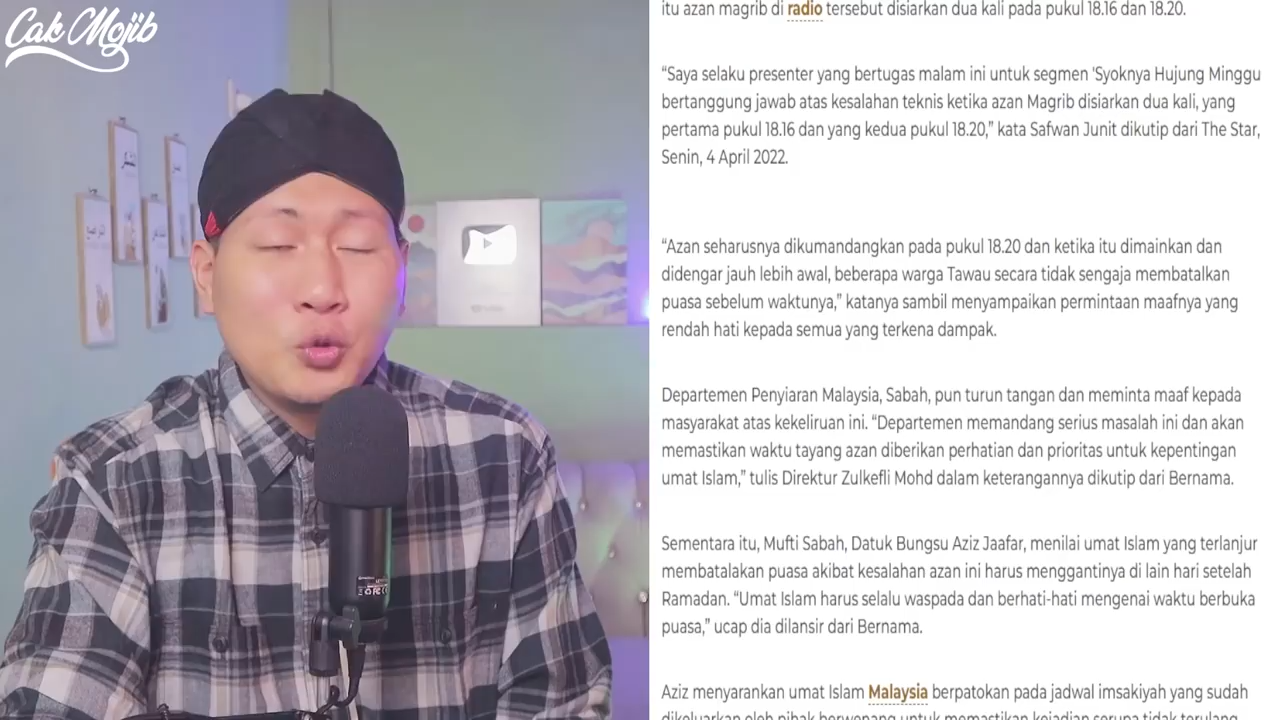 Cak Mojib
itu azan magrib di radio tersebut disiarkan dua kali pada pukul 18.16 dan 18.20.
“Saya selaku presenter yang bertugas malam ini untuk segmen ‘Syoknya Hujung Minggu
bertanggung jawab atas kesalahan teknis ketika azan Magrib disiarkan dua kali, yang
pertama pukul 18.16 dan yang kedua pukul 18.20,” kata Safwan Junit dikutip dari The Star,
Senin, 4 April 2022.
“Azan seharusnya dikumandangkan pada pukul 18.20 dan ketika itu dimainkan dan
didengar jauh lebih awal, beberapa warga Tawau secara tidak sengaja membatalkan
puasa sebelum waktunya,” katanya sambil menyampaikan permintaan maafnya yang
rendah hati kepada semua yang terkena dampak.
Departemen Penyiaran Malaysia, Sabah, pun turun tangan dan meminta maaf kepada
masyarakat atas kekeliruan ini. “Departemen memandang serius masalah ini dan akan
memastikan waktu tayang azan diberikan perhatian dan prioritas untuk kepentingan
umat Islam,” tulis Direktur Zulkefli Mohd dalam keterangannya dikutip dari Bernama.
Sementara itu, Mufti Sabah, Datuk Bungsu Aziz Jaafar, menilai umat Islam yang terlanjur
membatalakan puasa akibat kesalahan azan ini harus menggantinya di lain hari setelah
Ramadan. “Umat Islam harus selalu waspada dan berhati-hati mengenai waktu berbuka
puasa,” ucap dia dilansir dari Bernama.
Aziz menyarankan umat Islam Malaysia berpatokan pada jadwal imsakiyah yang sudah
dikeluarkan oleh pihak berwenang untuk memastikan kejadian serupa tidak terulang